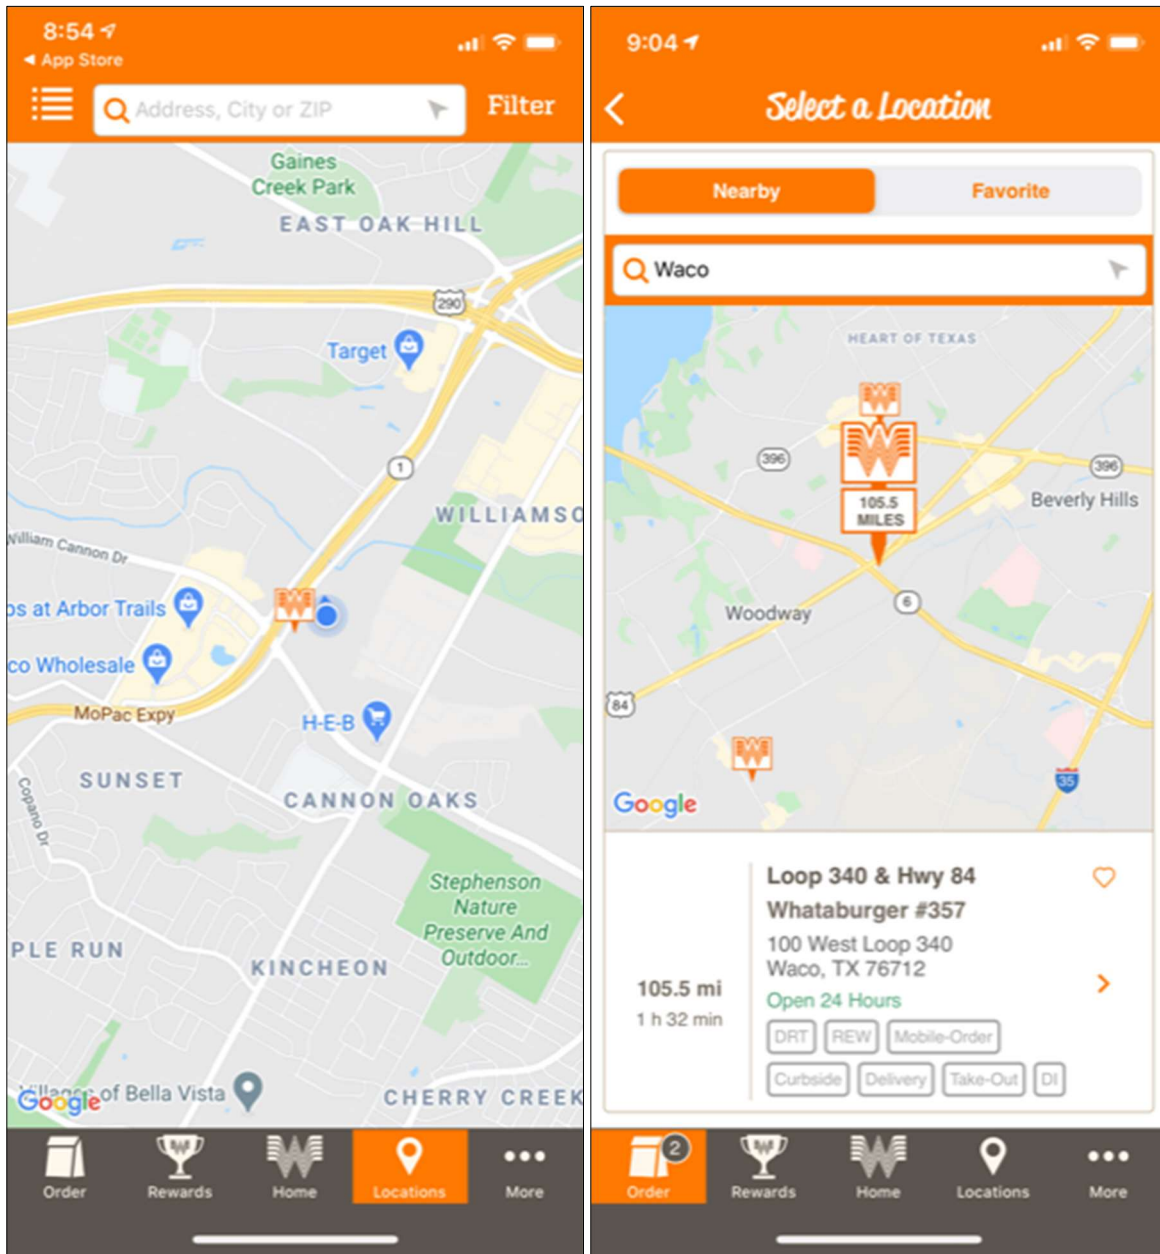 8:54
App Store
Address, City or ZIP
Filter
Gaines
Creek Park
EAST OAK HILL
290
Target
1
WILLIAMSO
William Cannon Dr
ps at Arbor Trails
co Wholesale
MoPac Expy
H-E-B
SUNSET
CANNON OAKS
Copano Dr
Stephenson
Nature
Preserve And
Outdoor...
PLE RUN
KINCHEON
Villages of Bella Vista
Google
CHERRY CREEK
Order
Rewards
Home
Locations
More
9:04
Select a Location
Nearby
Favorite
Waco
HEART OF TEXAS
396
396
105.5
MILES
Beverly Hills
Woodway
6
84
35
Google
Loop 340 & Hwy 84
Whataburger #357
100 West Loop 340
Waco, TX 76712
105.5 mi
1 h 32 min
Open 24 Hours
DRT REW Mobile-Order
Curbside Delivery Take-Out DI
2
Order
Rewards
Home
Locations
More